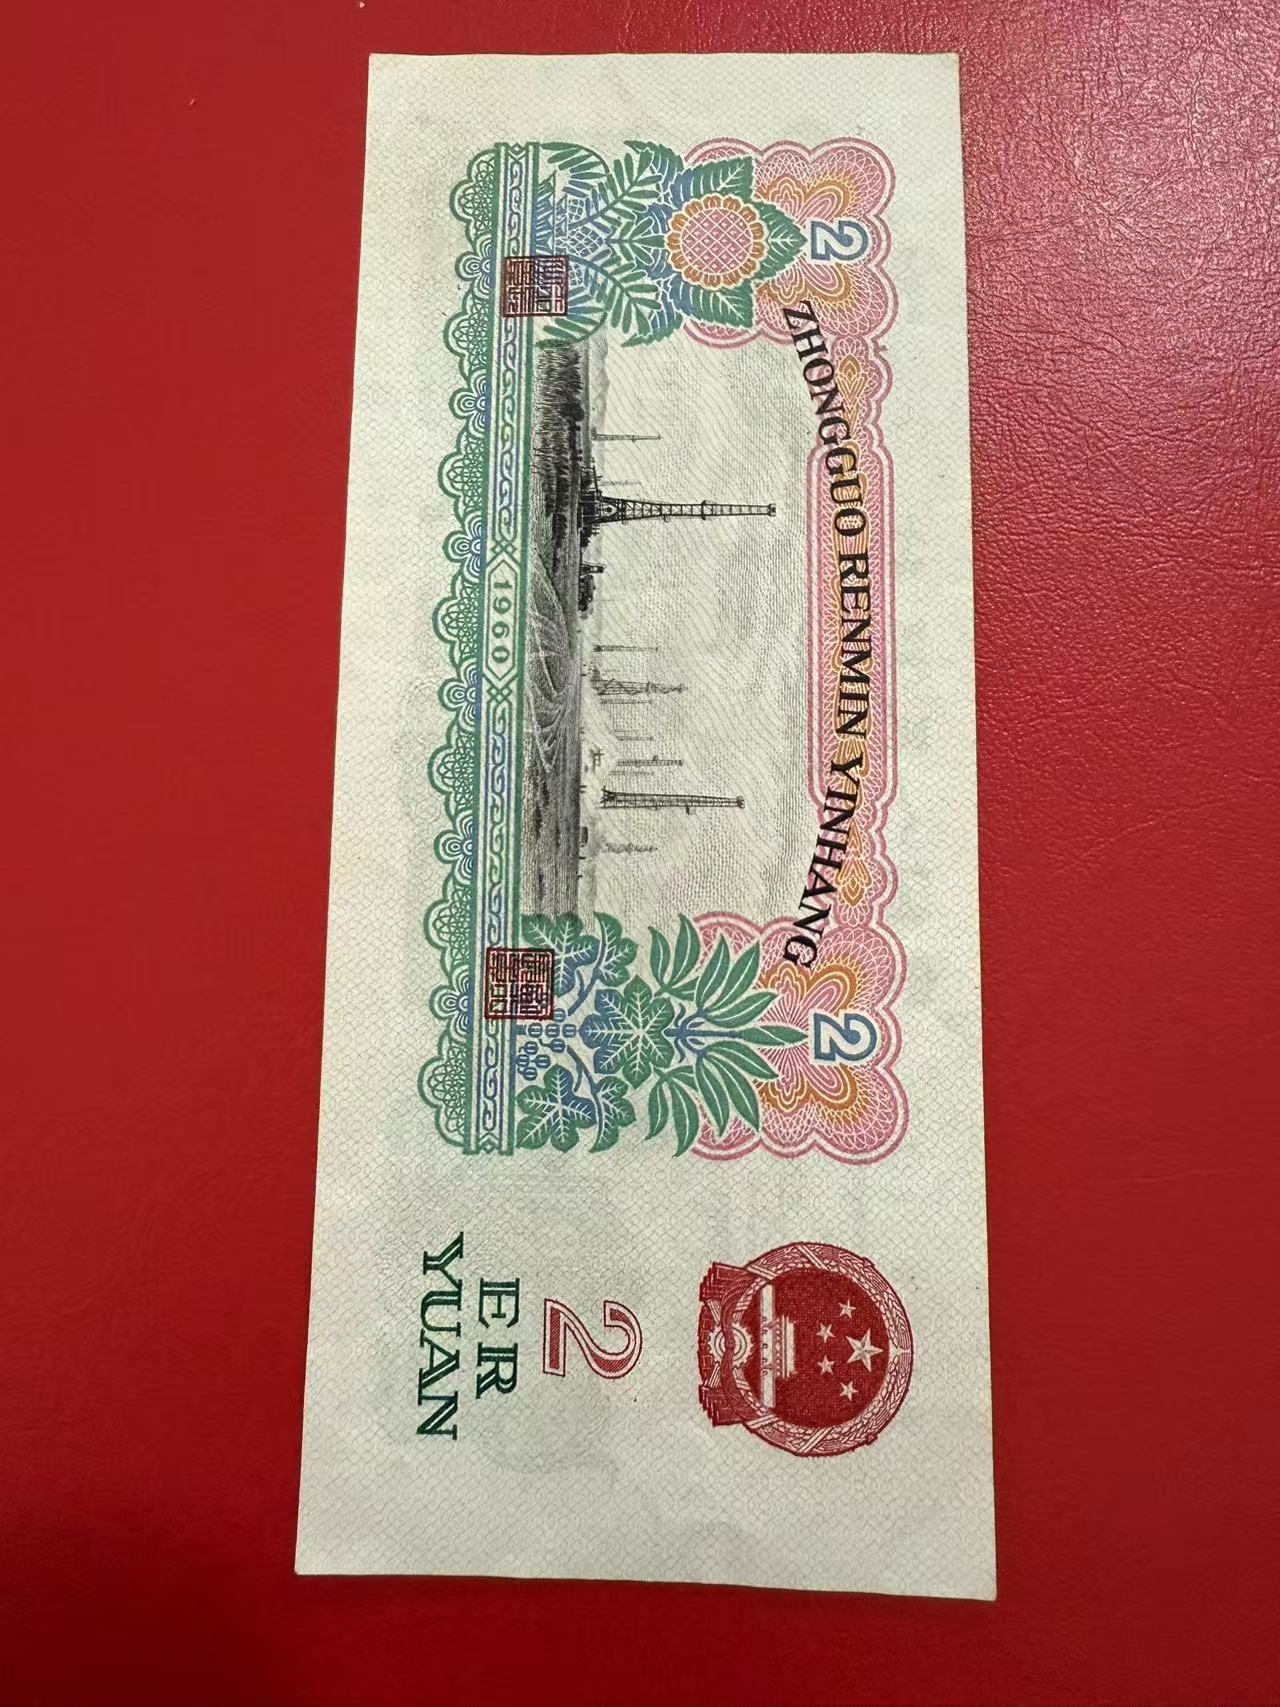 ZHONGGUO RENMIN YINHANG
2
2
1960
2
ER
YUAN